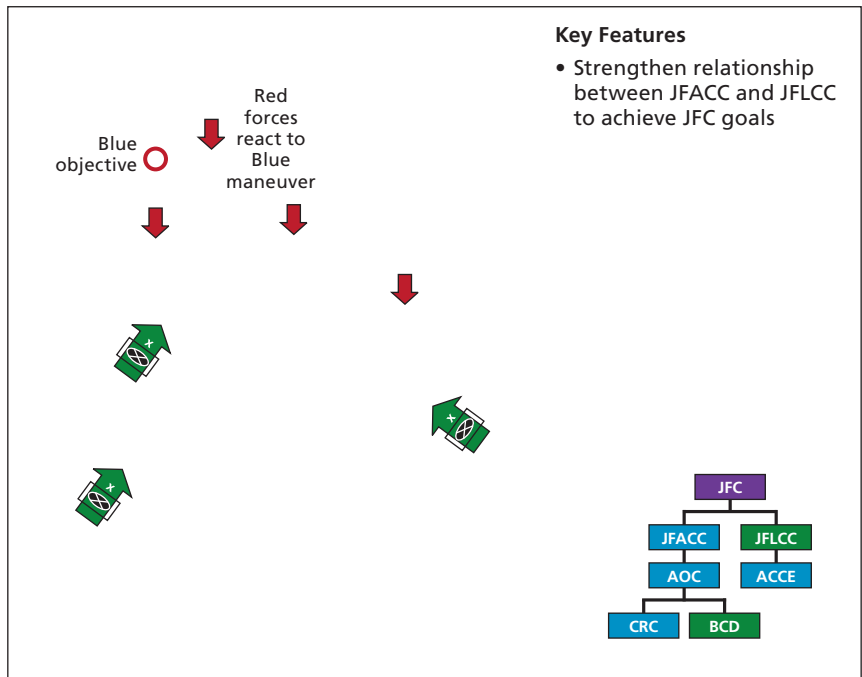 Key Features
• Strengthen relationship
between JFACC and JFLCC
to achieve JFC goals
Red
forces
react to
Blue
maneuver
Blue
objective
x
x
x
JFC
JFACC
JFLCC
AOC
ACCE
CRC
BCD